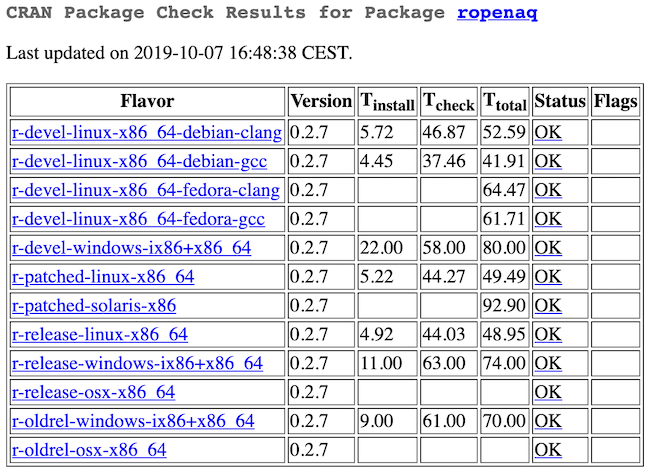 CRAN Package Check Results for Package ropenaq
Last updated on 2019-10-07 16:48:38 CEST.
Flavor Version Tinstall Tcheck Ttotal Status Flags
r-devel-linux-x86_64-debian-clang 0.2.7 5.72 46.87 52.59 OK
r-devel-linux-x86_64-debian-gcc 0.2.7 4.45 37.46 41.91 OK
r-devel-linux-x86_64-fedora-clang 0.2.7 64.47 OK
r-devel-linux-x86_64-fedora-gcc 0.2.7 61.71 OK
r-devel-windows-ix86+x86_64 0.2.7 22.00 58.00 80.00 OK
r-patched-linux-x86_64 0.2.7 5.22 44.27 49.49 OK
r-patched-solaris-x86 0.2.7 92.90 OK
r-release-linux-x86_64 0.2.7 4.92 44.03 48.95 OK
r-release-windows-ix86+x86_64 0.2.7 11.00 63.00 74.00 OK
r-release-osx-x86_64 0.2.7 OK
r-oldrel-windows-ix86+x86_64 0.2.7 9.00 61.00 70.00 OK
r-oldrel-osx-x86_64 0.2.7 OK